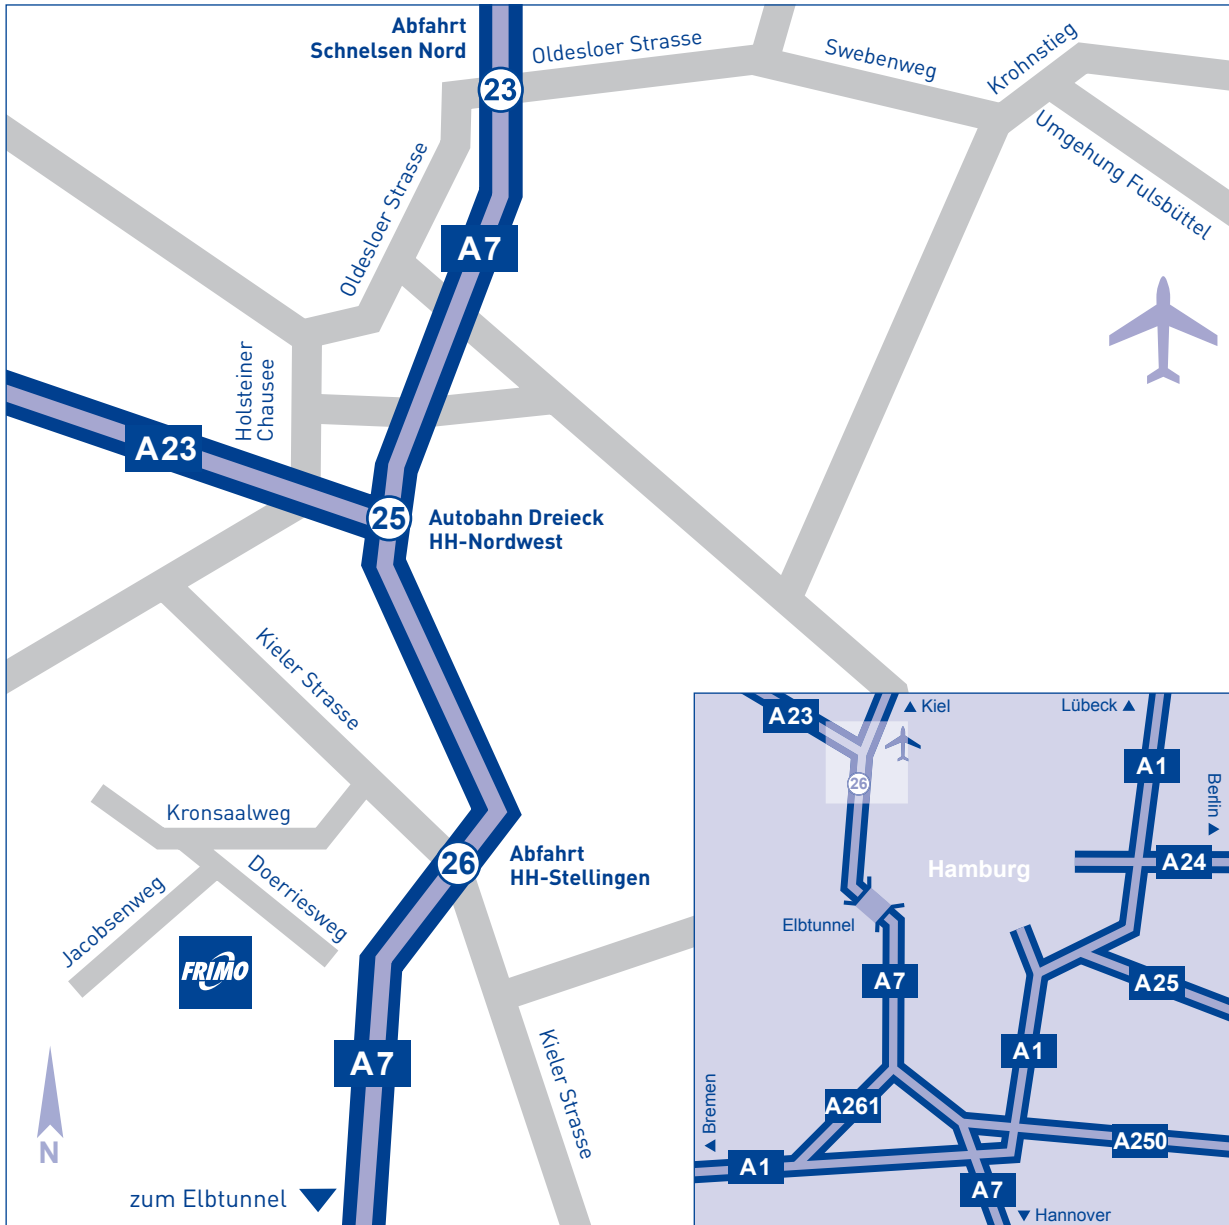 Abfahrt
Schnelsen Nord
23
Oldesloer Strasse
Swebenweg
Krohnstieg
Umgehung Fulsbüttel
Oldesloer Strasse
A7
Holsteiner
Chausee
A23
25
Autobahn Dreieck
HH-Nordwest
Kieler Strasse
Kronsaalweg
Doerriesweg
Jacobsenweg
26
Abfahrt
HH-Stellingen
FRIMO
A7
Kieler Strasse
N
zum Elbtunnel
A23
Kiel
Lübeck
26
A1
Berlin
A24
Hamburg
Elbtunnel
A7
A25
A1
Bremen
A261
A250
A1
A7
Hannover